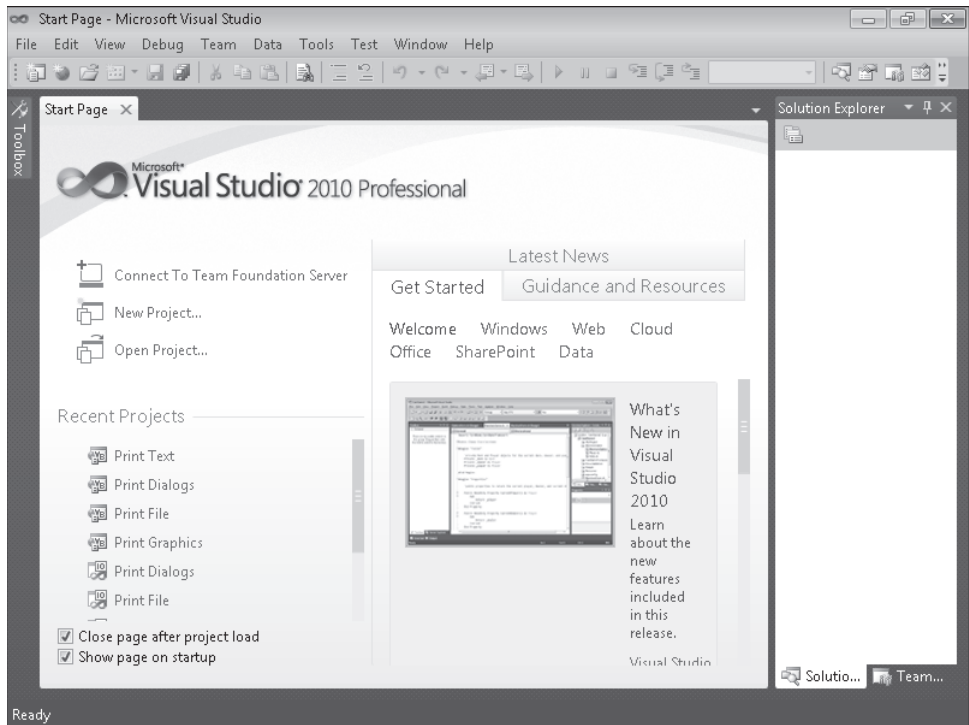 Start Page - Microsoft Visual Studio
File Edit View Debug Team Data Tools Test Window Help
Toolbox
Start Page
Solution Explorer
Microsoft
Visual Studio 2010 Professional
Connect To Team Foundation Server
New Project...
Open Project...
Recent Projects
Print Text
Print Dialogs
Print File
Print Graphics
Print Dialogs
Print File
Close page after project load
Show page on startup
Latest News
Get Started Guidance and Resources
Welcome Windows Web Cloud
Office SharePoint Data
What's
New in
Visual
Studio
2010
Learn
about the
new
features
included
in this
release.
Visual Studio
Solutio... Team...
Ready